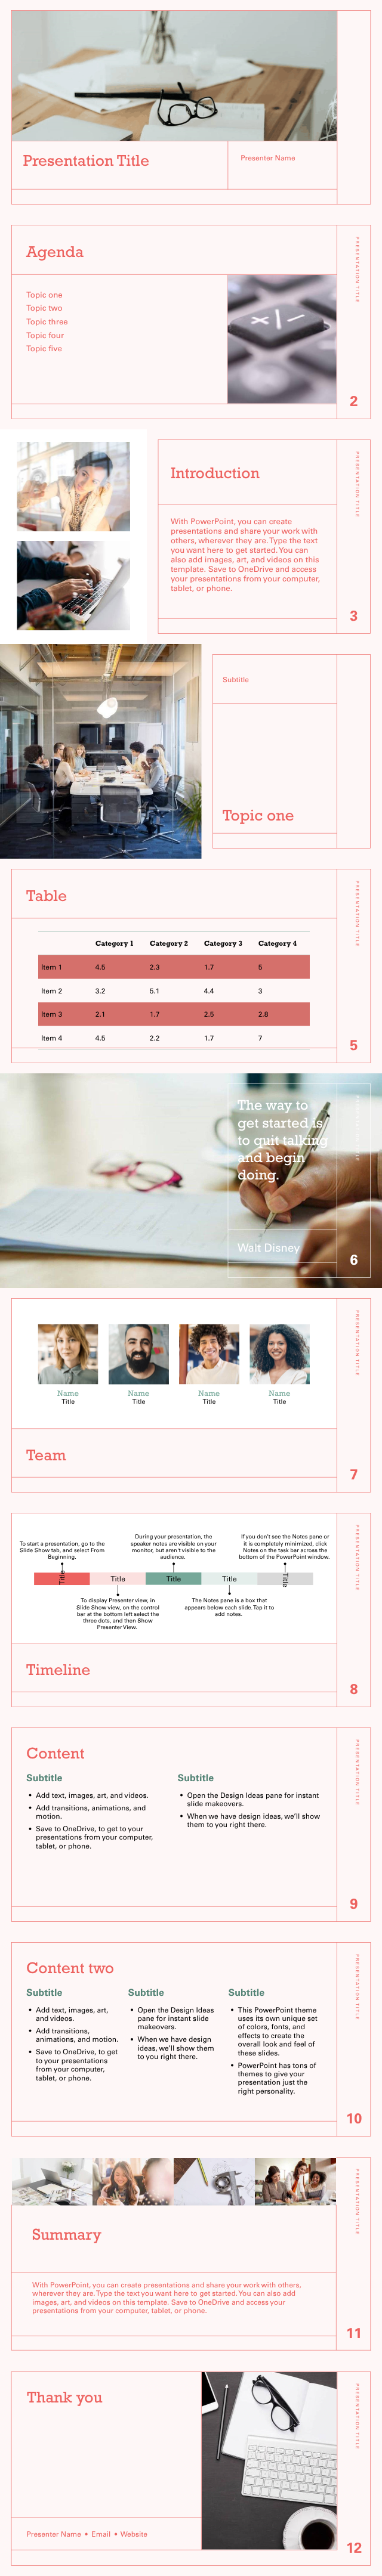 Presentation Title
Presenter Name
Agenda
Topic one
Topic two
Topic three
Topic four
Topic five
PRESENTATION TITLE
2
Introduction
With PowerPoint, you can create
presentations and share your work with
others, wherever they are. Type the text
you want here to get started. You can
also add images, art, and videos on this
template. Save to OneDrive and access
your presentations from your computer,
tablet, or phone.
PRESENTATION TITLE
3
Subtitle
Topic one
Table
Category 1 Category 2 Category 3 Category 4
Item 1 4.5 2.3 1.7 5
Item 2 3.2 5.1 4.4 3
Item 3 2.1 1.7 2.5 2.8
Item 4 4.5 2.2 1.7 7
PRESENTATION TITLE
5
The way to
get started is
to quit talking
and begin
doing.
Walt Disney
PRESENTATION TITLE
6
Name Name Name Name
Title Title Title Title
Team
PRESENTATION TITLE
7
To start a presentation, go to the
Slide Show tab, and select From
Beginning.
During your presentation, the
speaker notes are visible on your
monitor, but aren't visible to the
audience.
If you don't see the Notes pane or
it is completely minimized, click
Notes on the task bar across the
bottom of the PowerPoint window.
Title Title Title Title Title
To display Presenter view, in
Slide Show view, on the control
bar at the bottom left select the
three dots, and then Show
Presenter View.
The Notes pane is a box that
appears below each slide. Tap it to
add notes.
Timeline
PRESENTATION TITLE
8
Content
Subtitle
• Add text, images, art, and videos.
• Add transitions, animations, and
motion.
• Save to OneDrive, to get to your
presentations from your computer,
tablet, or phone.
Subtitle
• Open the Design Ideas pane for instant
slide makeovers.
• When we have design ideas, we'll show
them to you right there.
PRESENTATION TITLE
9
Content two
Subtitle
• Add text, images, art,
and videos.
• Add transitions,
animations, and motion.
• Save to OneDrive, to get
to your presentations
from your computer,
tablet, or phone.
Subtitle
• Open the Design Ideas
pane for instant slide
makeovers.
• When we have design
ideas, we'll show them
to you right there.
Subtitle
• This PowerPoint theme
uses its own unique set
of colors, fonts, and
effects to create the
overall look and feel of
these slides.
• PowerPoint has tons of
themes to give your
presentation just the
right personality.
PRESENTATION TITLE
10
Summary
With PowerPoint, you can create presentations and share your work with others,
wherever they are. Type the text you want here to get started. You can also add
images, art, and videos on this template. Save to OneDrive and access your
presentations from your computer, tablet, or phone.
PRESENTATION TITLE
11
Thank you
Presenter Name • Email • Website
PRESENTATION TITLE
12